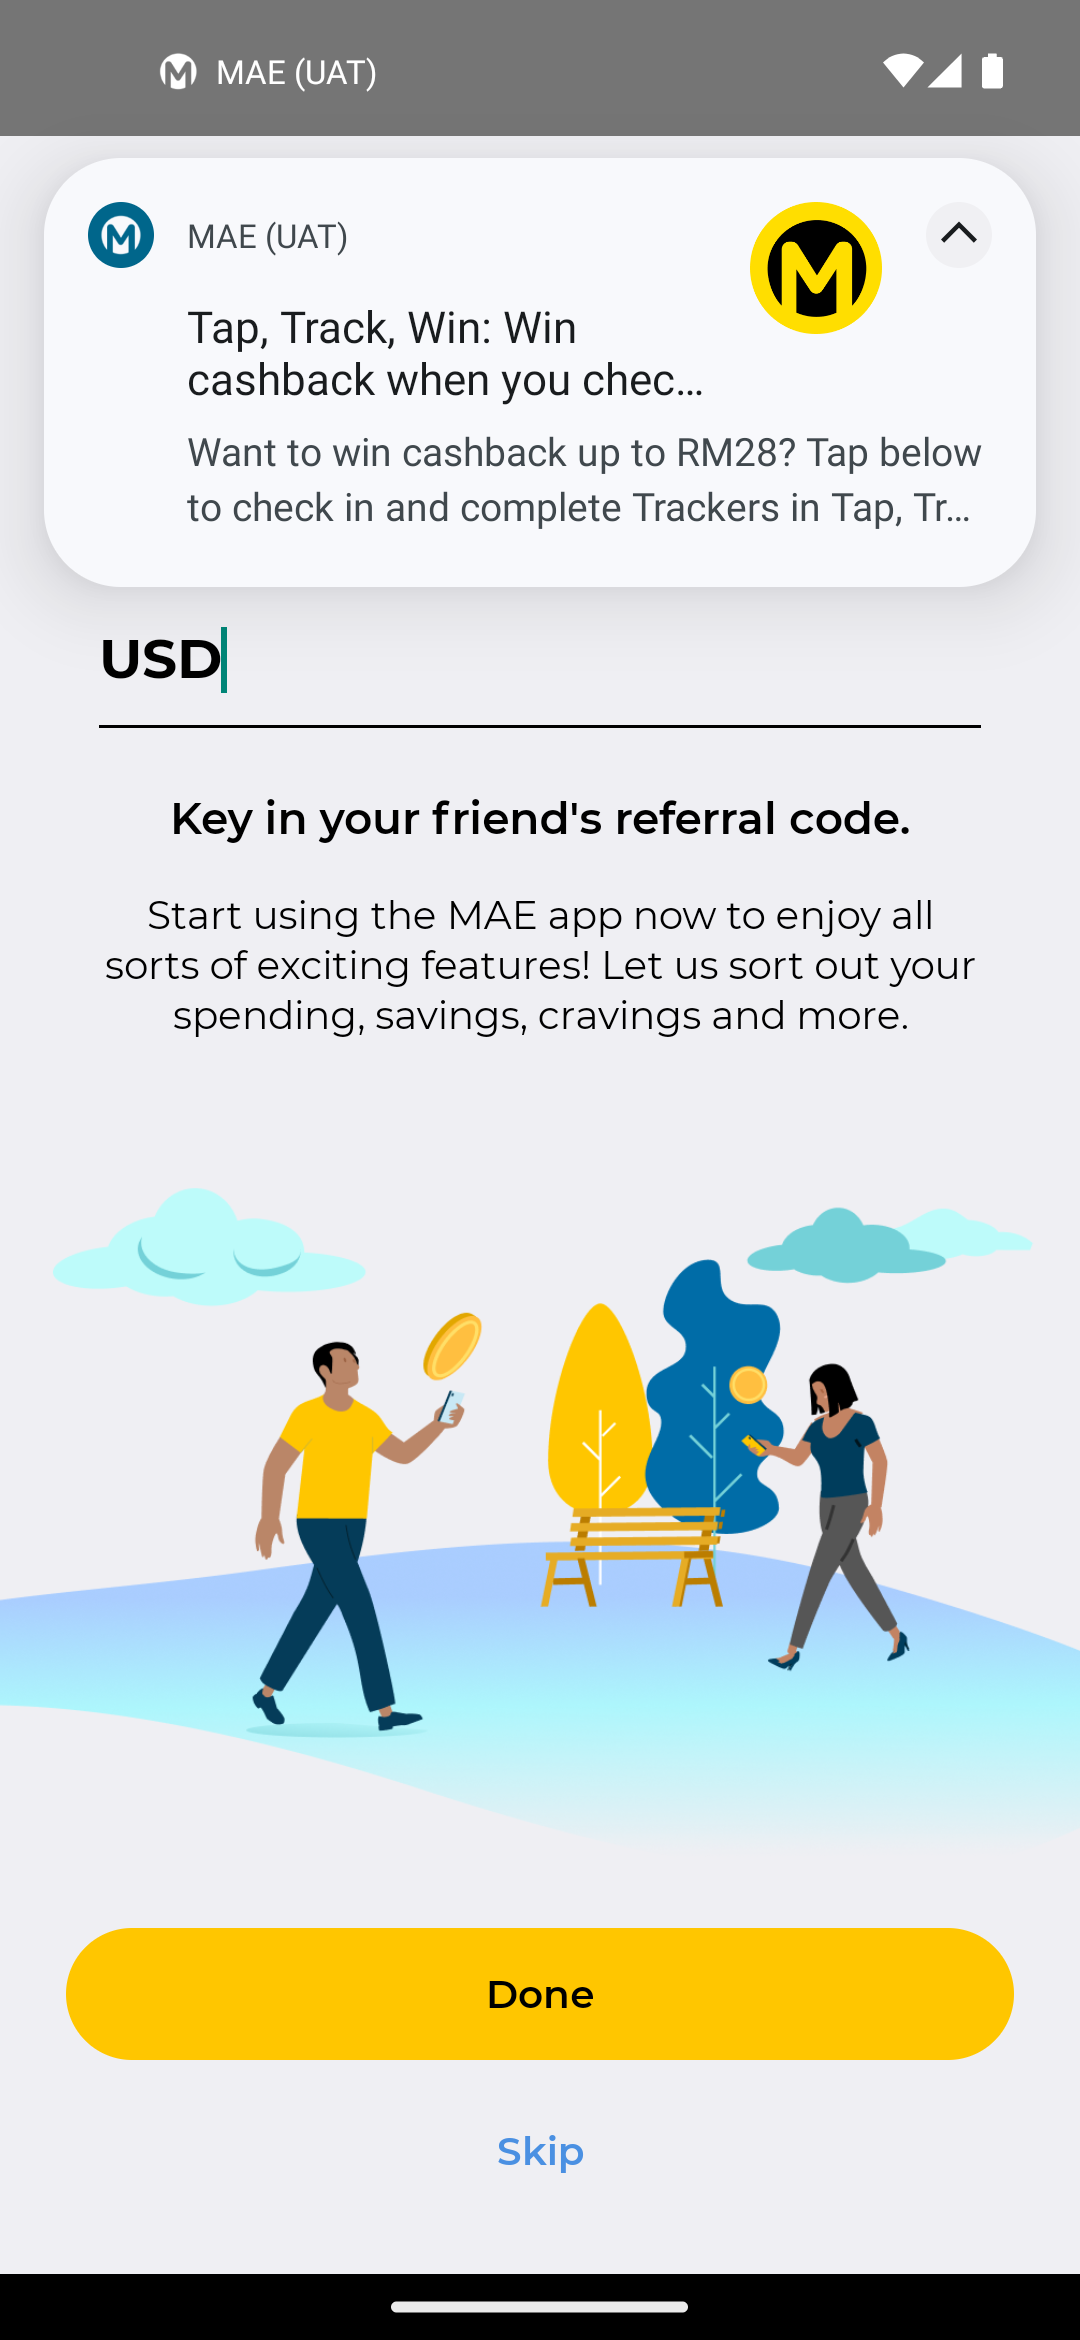 MAE (UAT)
MAE (UAT)
Tap, Track, Win: Win
cashback when you chec...
Want to win cashback up to RM28? Tap below
to check in and complete Trackers in Tap, Tr...
USD
Key in your friend's referral code.
Start using the MAE app now to enjoy all
sorts of exciting features! Let us sort out your
spending, savings, cravings and more.
Done
Skip